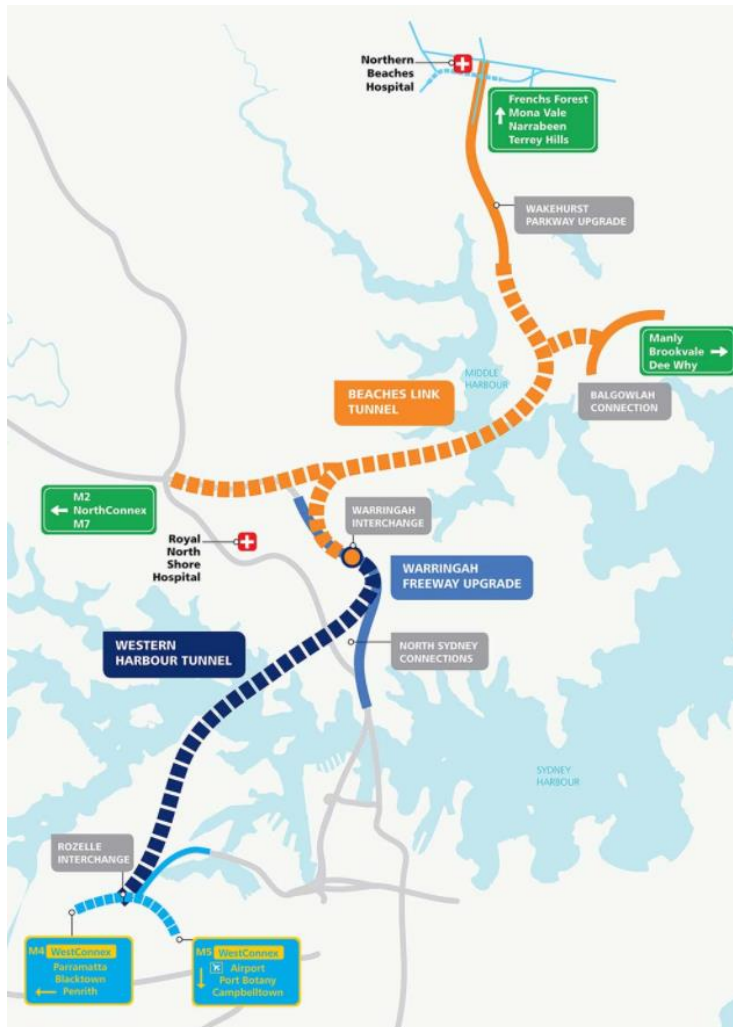 Northern
Beaches
Hospital
Frenchs Forest
Mona Vale
Narrabeen
Terrey Hills
WAKEHURST
PARKWAY UPGRADE
Manly
Brookvale
Dee Why
MIDDLE
HARBOUR
BEACHES LINK
TUNNEL
BALGOWLAH
CONNECTION
M2
NorthConnex
M7
WARRINGAH
INTERCHANGE
Royal
North
Shore
Hospital
WARRINGAH
FREEWAY UPGRADE
WESTERN
HARBOUR TUNNEL
NORTH SYDNEY
CONNECTIONS
SYDNEY
HARBOUR
ROZELLE
INTERCHANGE
M4 WestConnex
Parramatta
Blacktown
Penrith
M5 WestConnex
Airport
Port Botany
Campbelltown